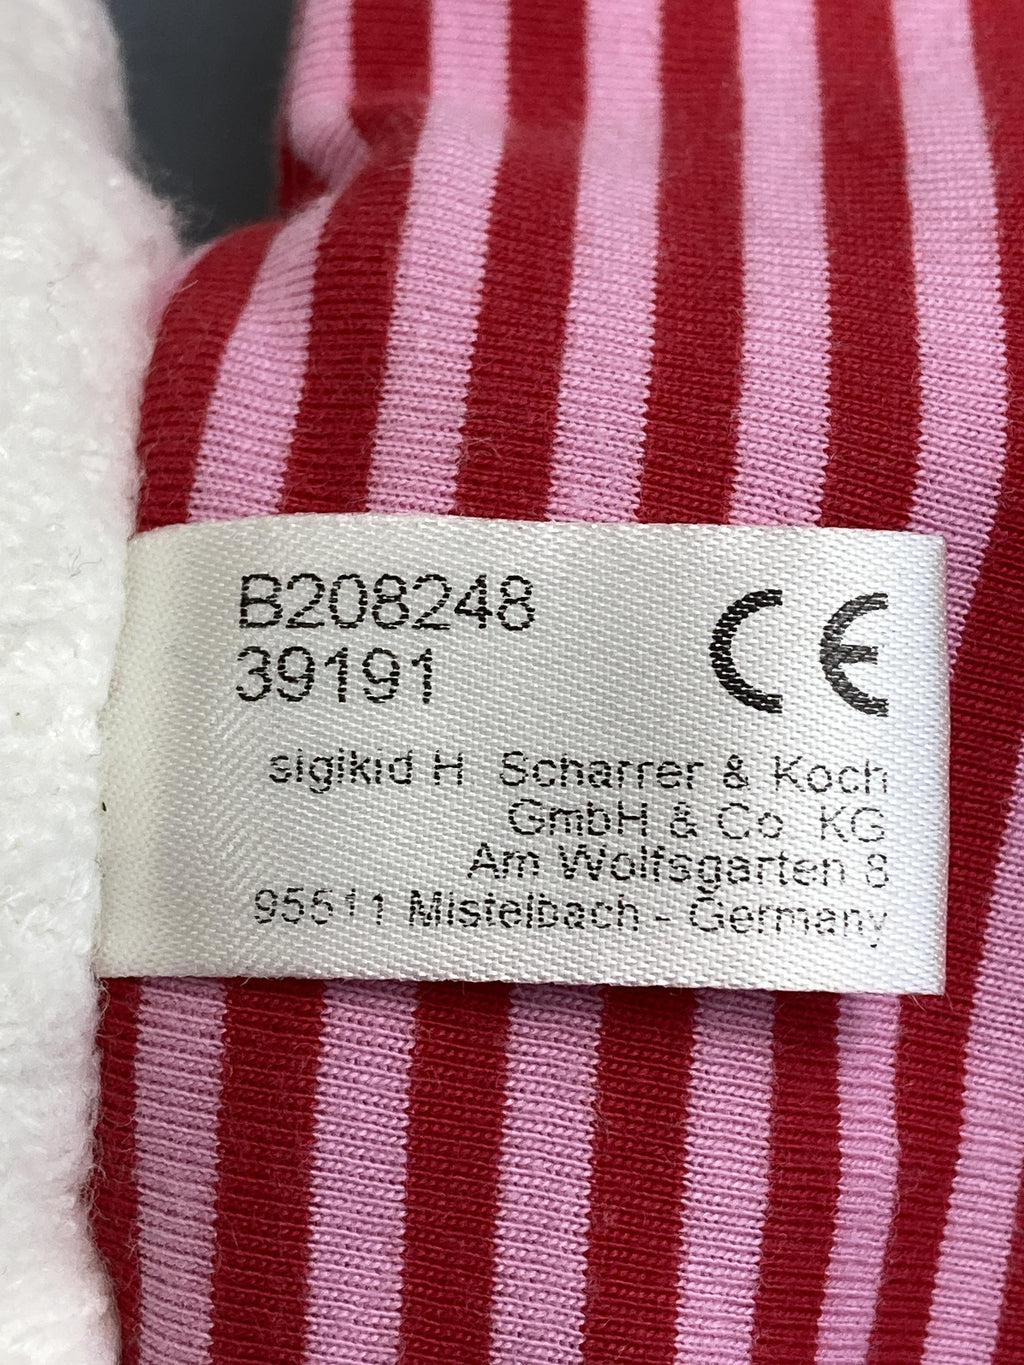 B208248
39191
CE
sigikid H. Scharrer & Koch
GmbH & Co. KG
Am Wolfsgarten 8
95511 Mistelbach - Germany